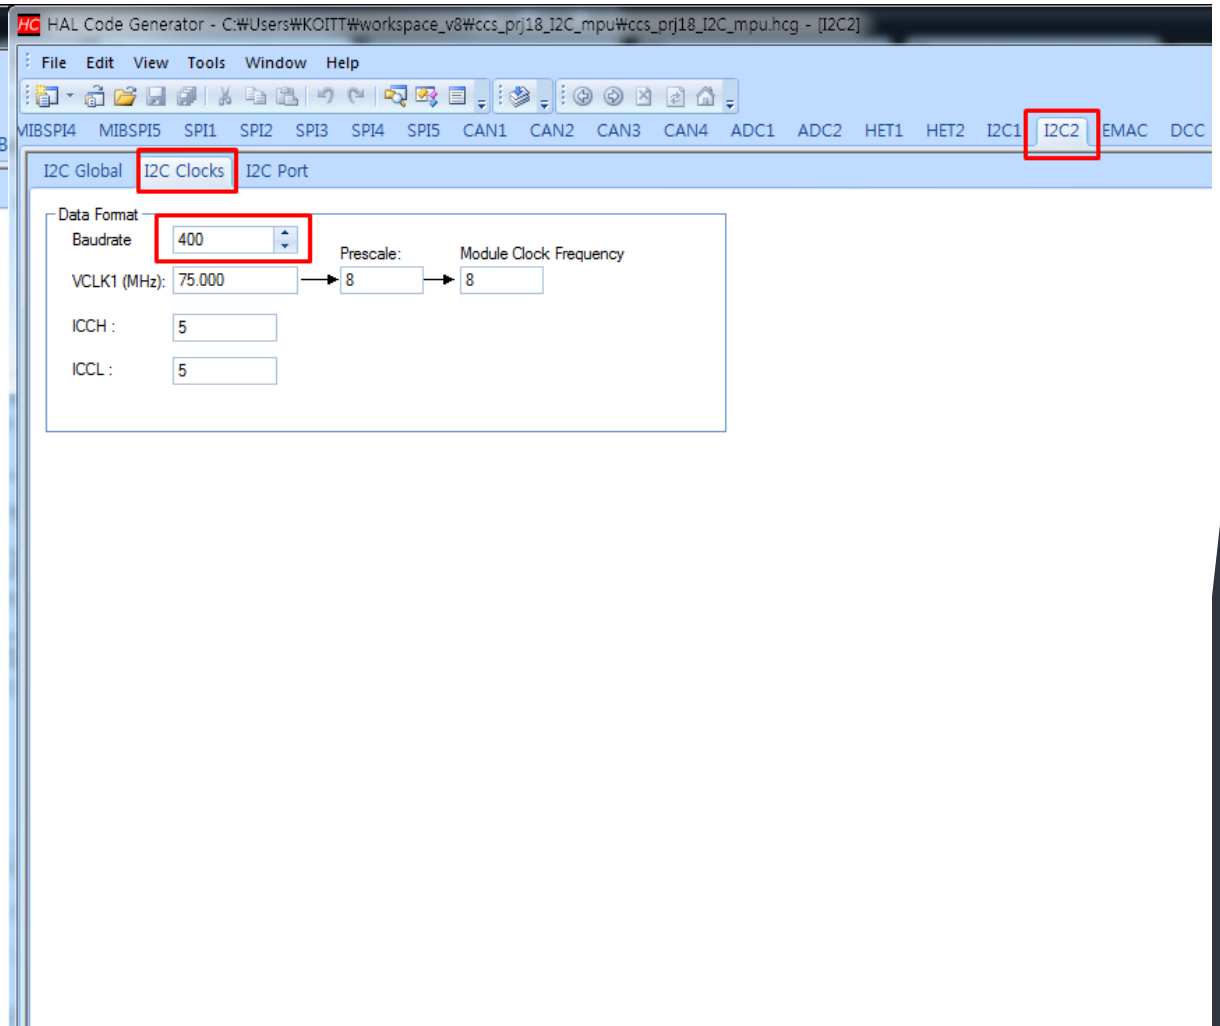 HC HAL Code Generator - C:₩Users₩KOITT₩workspace_v8₩ccs_prj18_I2C_mpu₩ccs_prj18_I2C_mpu.hcg - [I2C2]
File Edit View Tools Window Help
MIBSPI4 MIBSPI5 SPI1 SPI2 SPI3 SPI4 SPI5 CAN1 CAN2 CAN3 CAN4 ADC1 ADC2 HET1 HET2 I2C1 I2C2 EMAC DCC
I2C Global I2C Clocks I2C Port
Data Format
Baudrate 400
Prescale: Module Clock Frequency
VCLK1 (MHz): 75.000 8 8
ICCH : 5
ICCL : 5